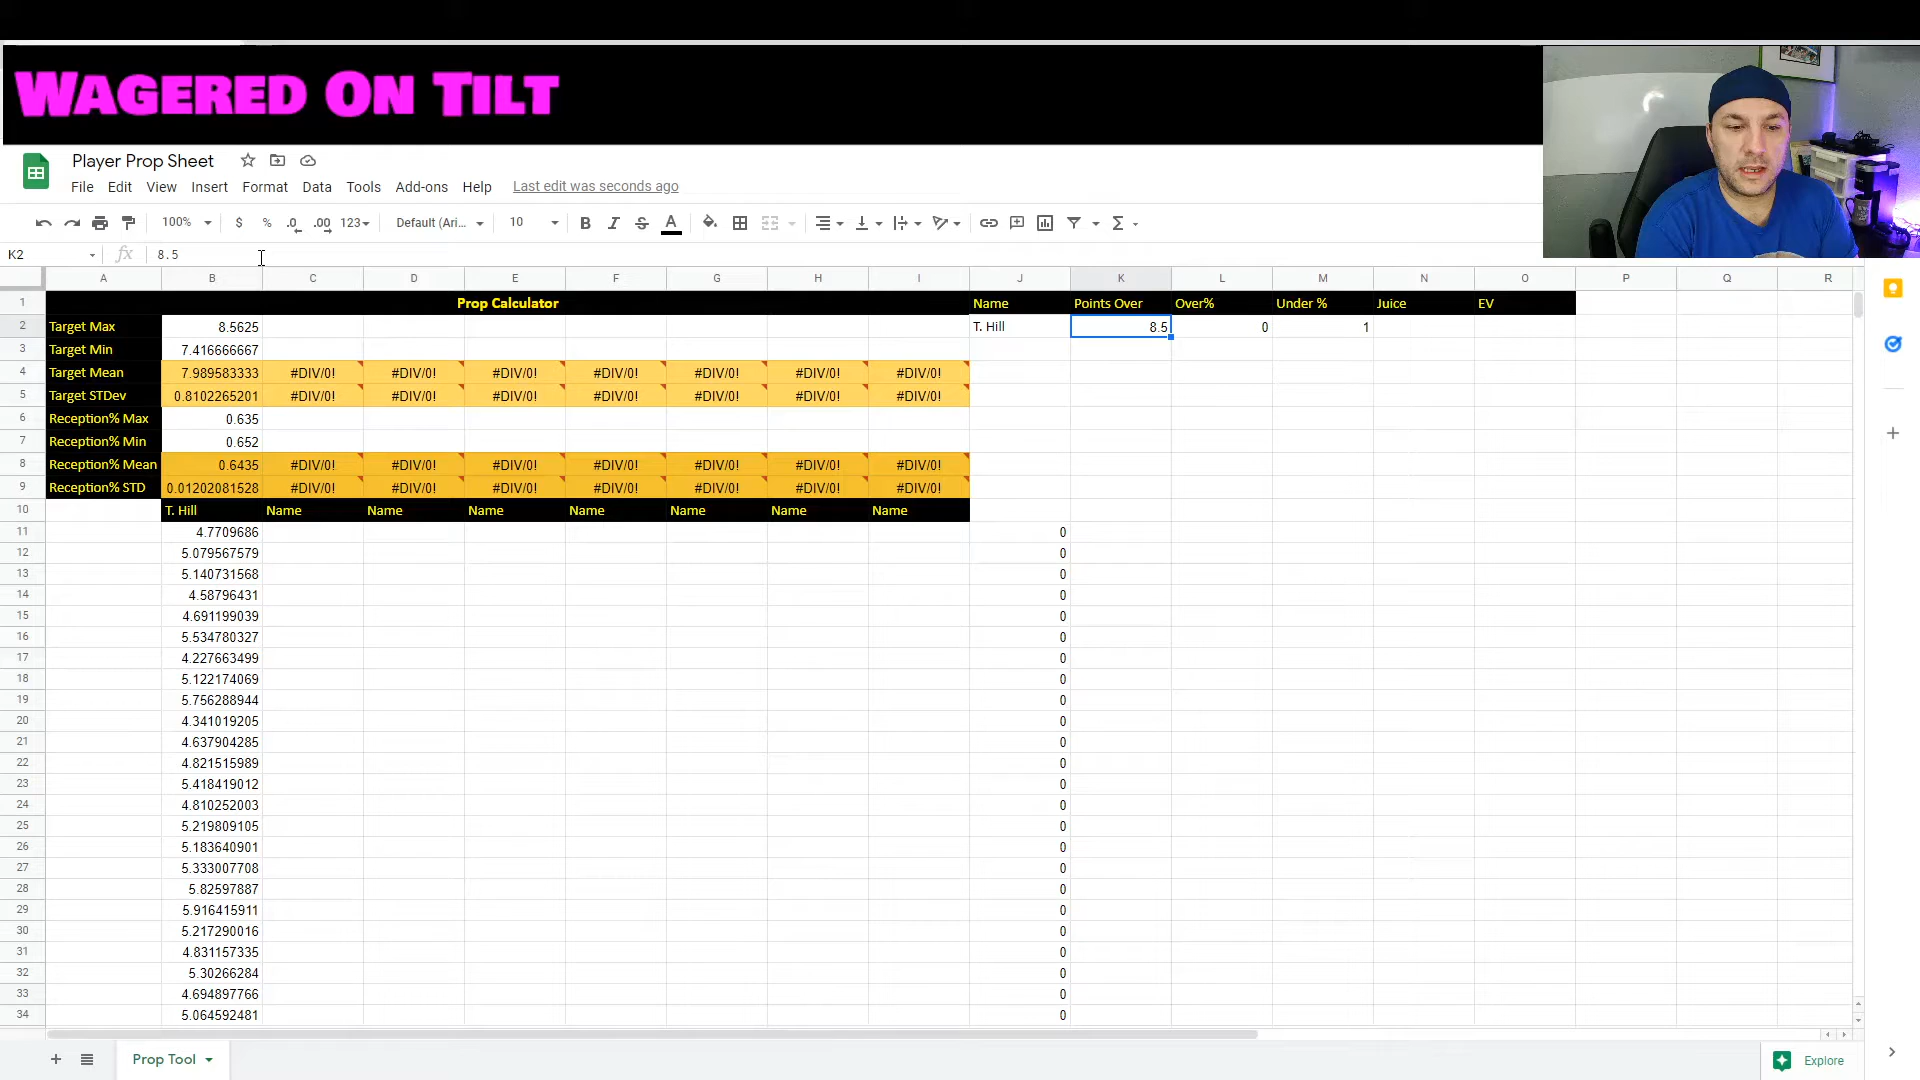 WAGERED ON TILT
Player Prop Sheet
File Edit View Insert Format Data Tools Add-ons Help Last edit was seconds ago
100% $ % .0 .00 123 Default (Ari... 10 B I S A
K2 fx 8.5
A B C D E F G H I J K L M N O P Q R
1 Prop Calculator Name Points Over Over% Under % Juice EV
2 Target Max 8.5625 T. Hill 8.5 0 1
3 Target Min 7.416666667
4 Target Mean 7.989583333 #DIV/0! #DIV/0! #DIV/0! #DIV/0! #DIV/0! #DIV/0! #DIV/0!
5 Target STDev 0.8102265201 #DIV/0! #DIV/0! #DIV/0! #DIV/0! #DIV/0! #DIV/0! #DIV/0!
6 Reception% Max 0.635
7 Reception% Min 0.652
8 Reception% Mean 0.6435 #DIV/0! #DIV/0! #DIV/0! #DIV/0! #DIV/0! #DIV/0! #DIV/0!
9 Reception% STD 0.01202081528 #DIV/0! #DIV/0! #DIV/0! #DIV/0! #DIV/0! #DIV/0! #DIV/0!
10 T. Hill Name Name Name Name Name Name Name
11 4.7709686 0
12 5.079567579 0
13 5.140731568 0
14 4.58796431 0
15 4.691199039 0
16 5.534780327 0
17 4.227663499 0
18 5.122174069 0
19 5.756288944 0
20 4.341019205 0
21 4.637904285 0
22 4.821515989 0
23 5.418419012 0
24 4.810252003 0
25 5.219809105 0
26 5.183640901 0
27 5.333007708 0
28 5.82597887 0
29 5.916415911 0
30 5.217290016 0
31 4.831157335 0
32 5.30266284 0
33 4.694897766 0
34 5.064592481 0
Prop Tool
Explore